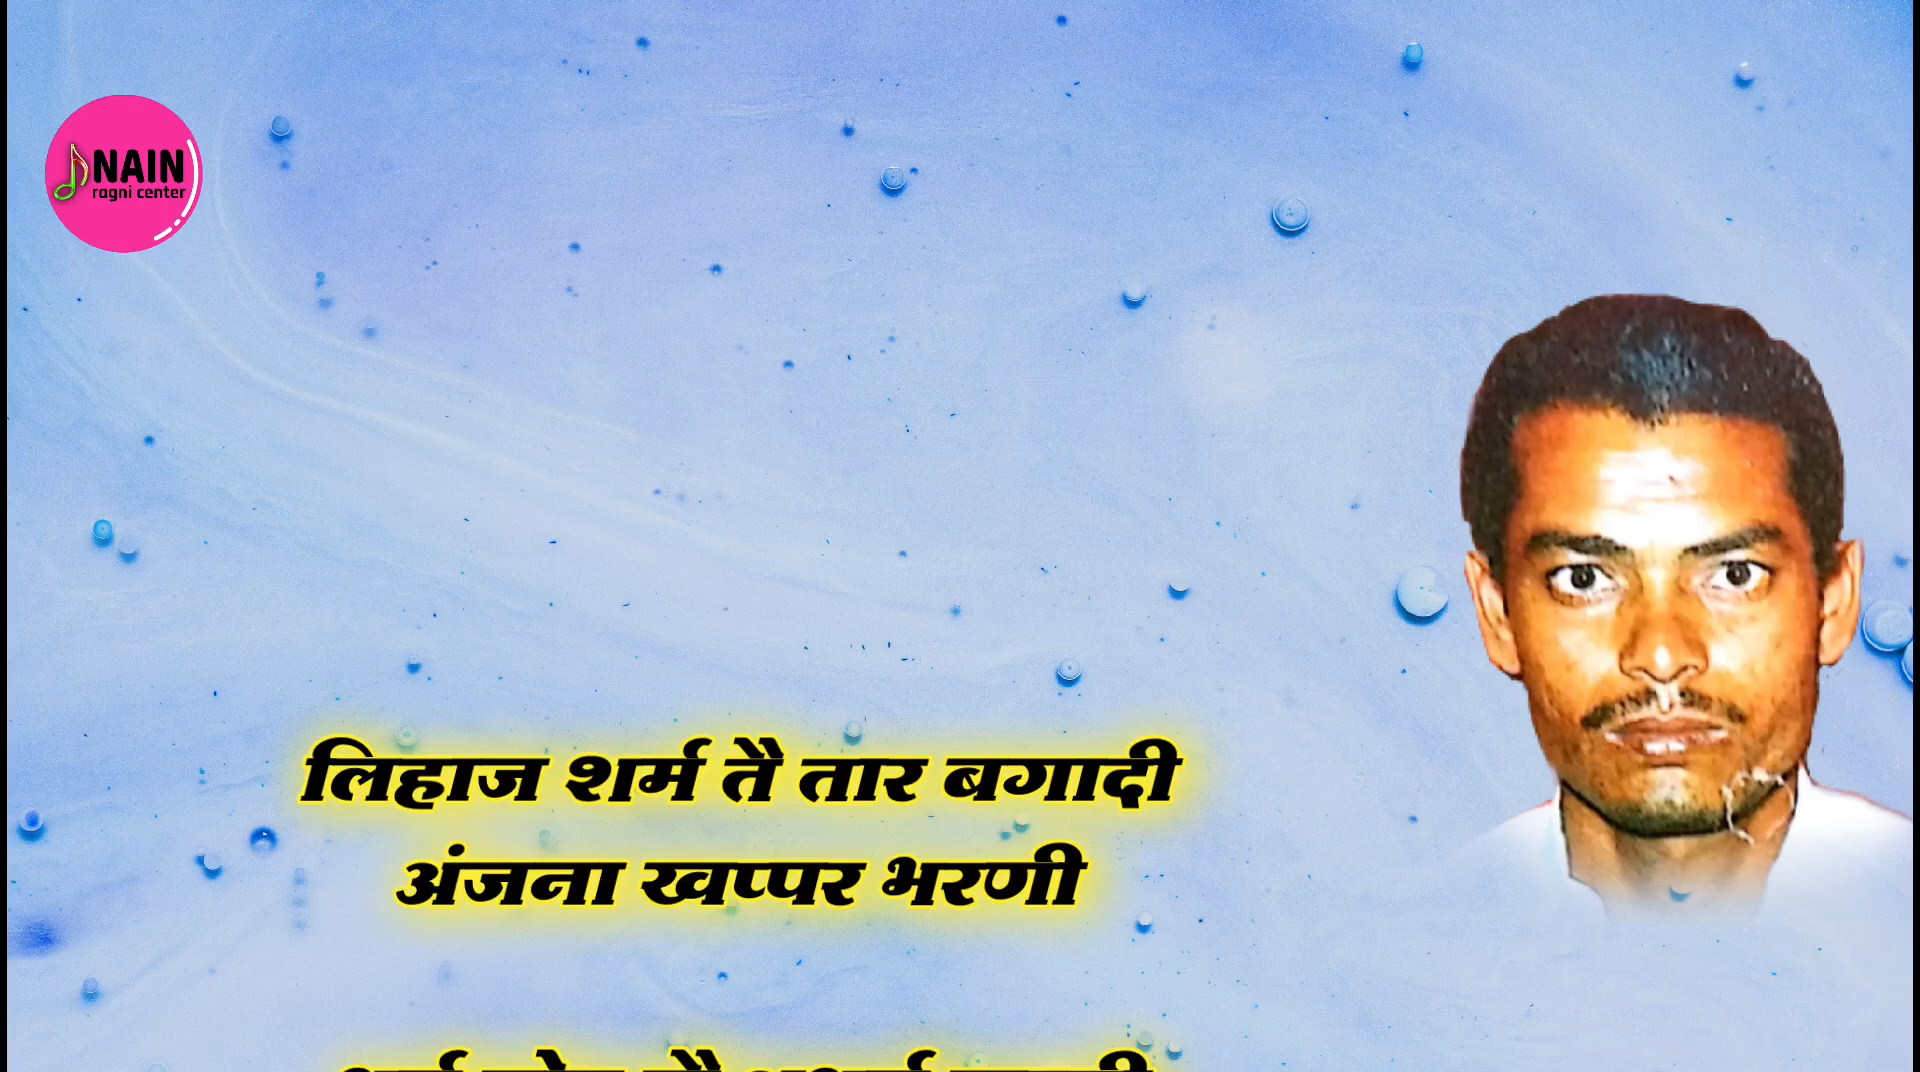 NAIN
ragni center
लिहाज शर्म तै तार बगादी
अंजना खप्पर भरणी